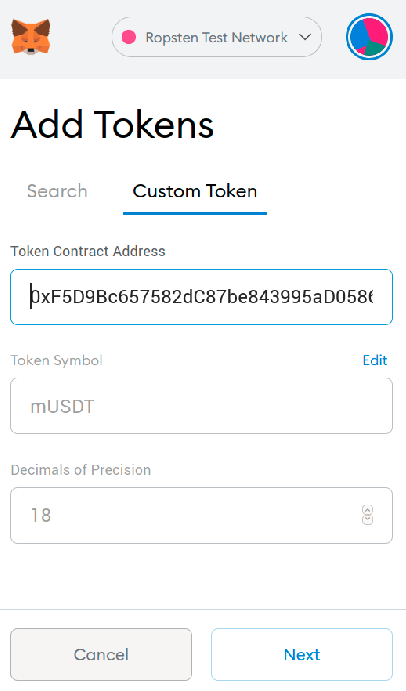 Ropsten Test Network
Add Tokens
Search
Custom Token
Token Contract Address
0xF5D9Bc657582dC87be843995aD0586
Token Symbol
Edit
mUSDT
Decimals of Precision
18
Cancel
Next